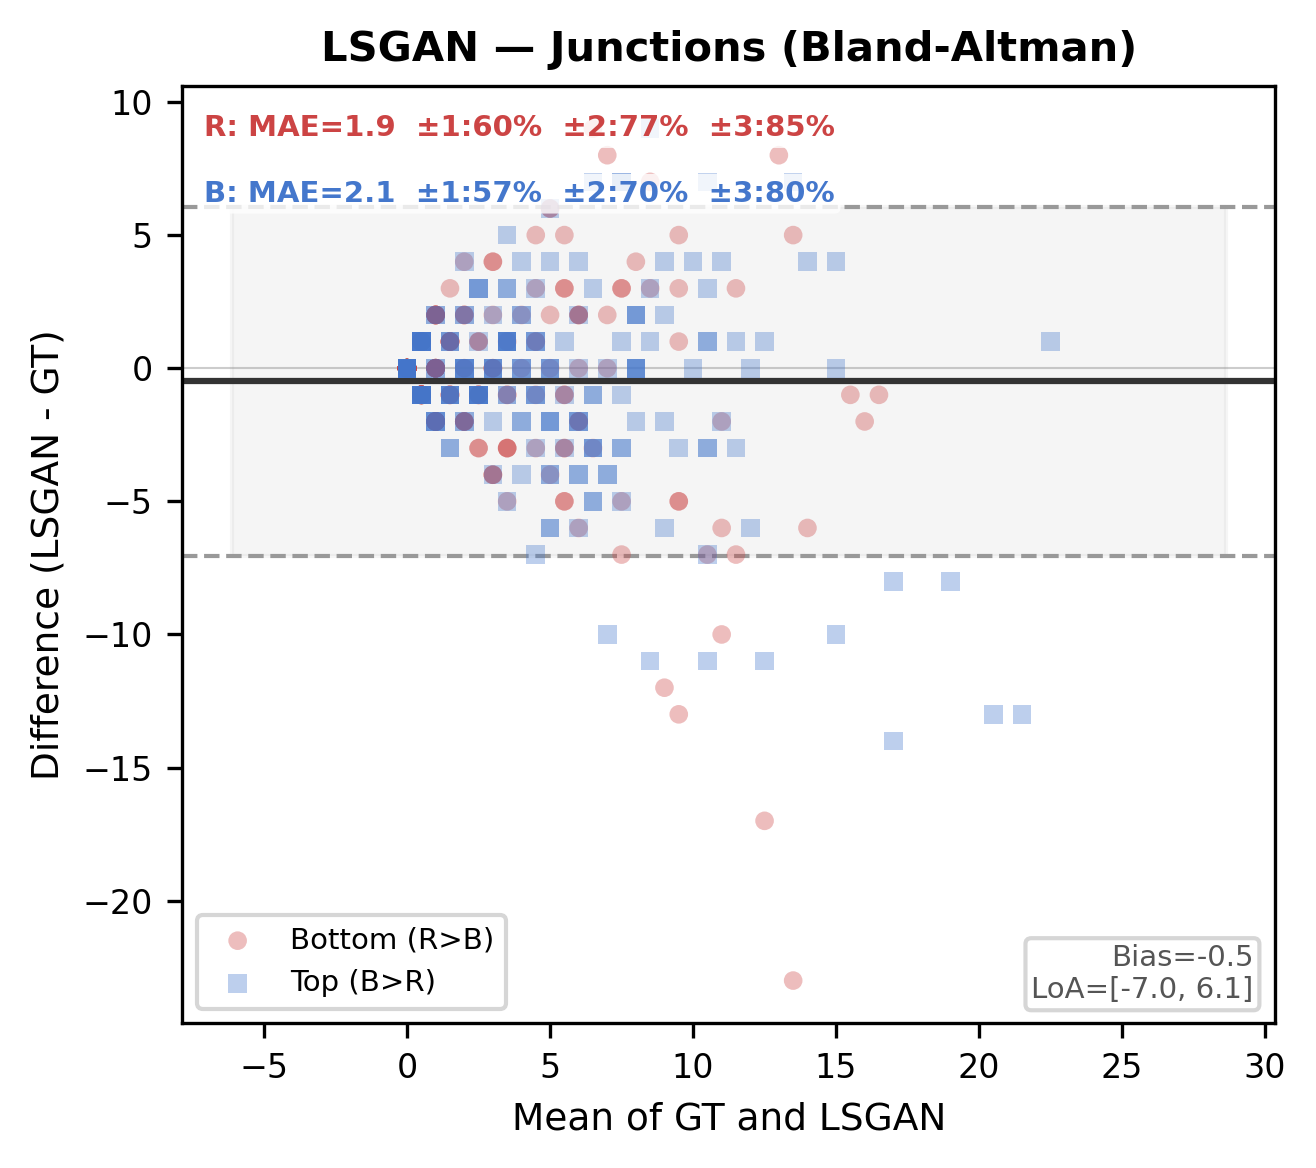 LSGAN — Junctions (Bland-Altman)
R: MAE=1.9 ±1:60% ±2:77% ±3:85%
B: MAE=2.1 ±1:57% ±2:70% ±3:80%
Difference (LSGAN - GT)
10
5
0
−5
−10
−15
−20
Bottom (R>B)
Top (B>R)
Bias=-0.5
LoA=[-7.0, 6.1]
−5 0 5 10 15 20 25 30
Mean of GT and LSGAN